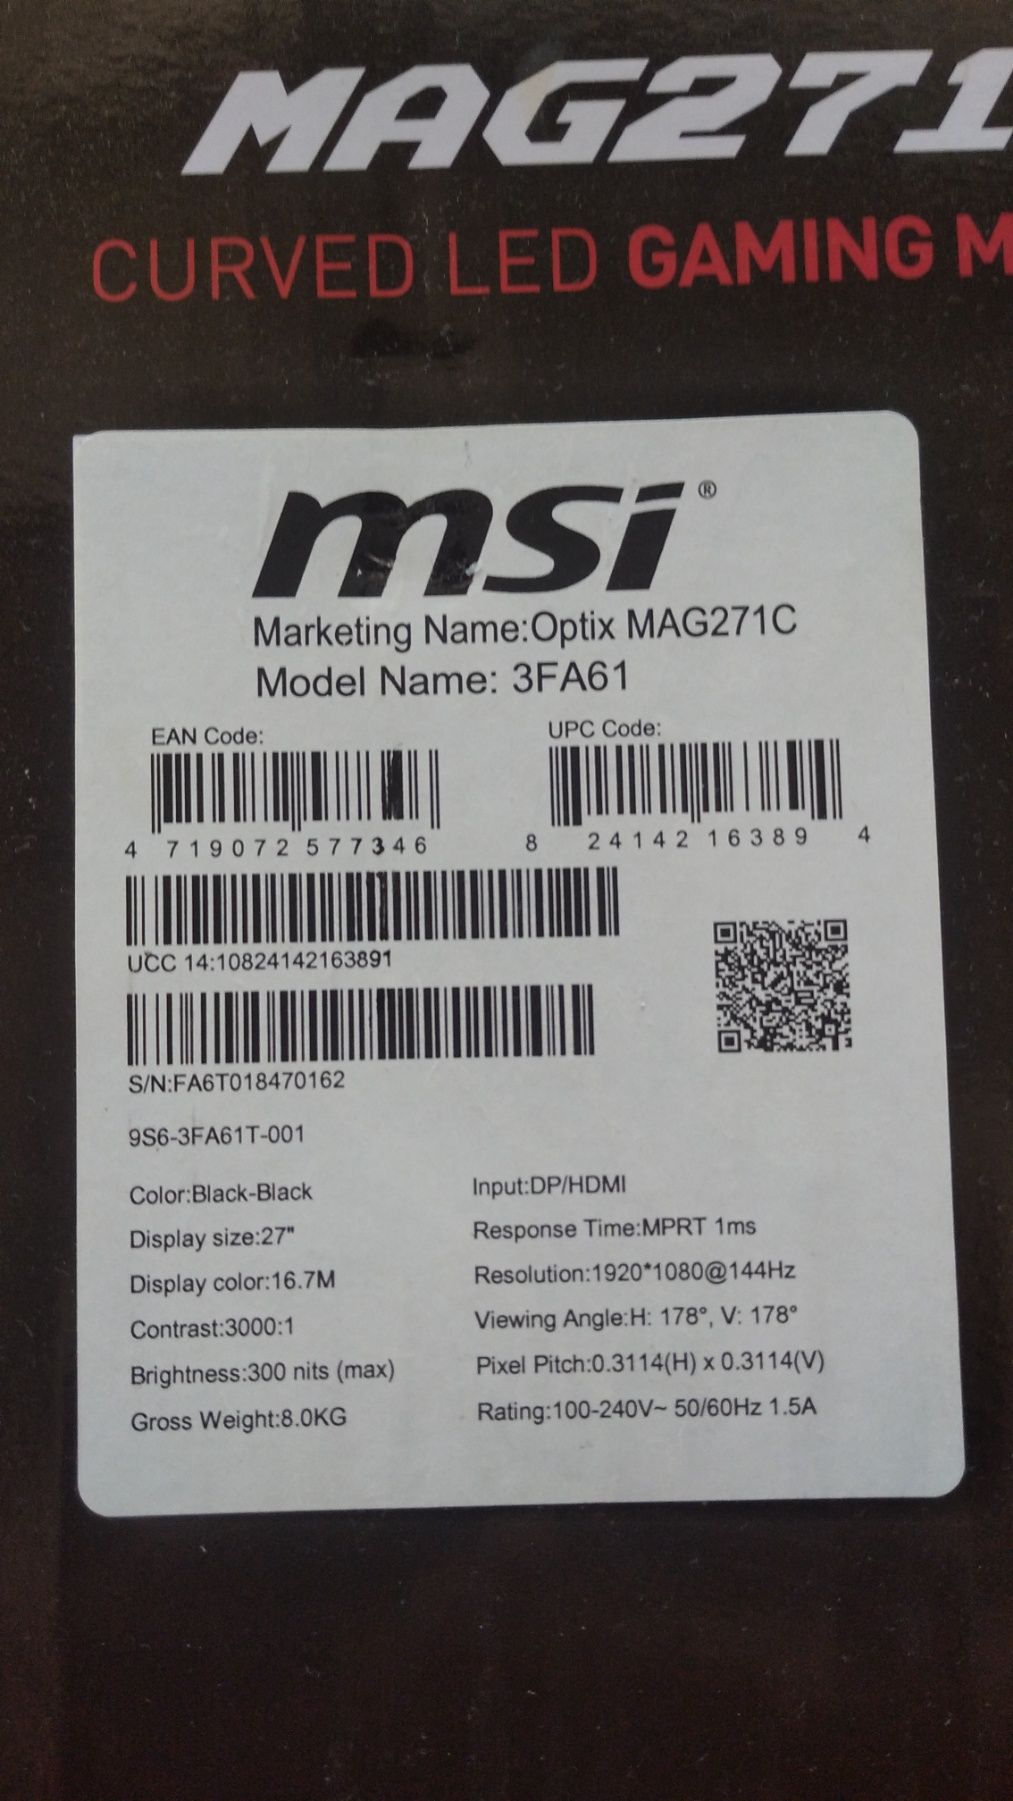 MAG271
CURVED LED GAMING M
msi®
Marketing Name:Optix MAG271C
Model Name: 3FA61
EAN Code:
UPC Code:
4 719072 577346
8 24142 16389 4
UCC 14:10824142163891
S/N:FA6T018470162
9S6-3FA61T-001
Color:Black-Black
Display size:27"
Display color:16.7M
Contrast:3000:1
Brightness:300 nits (max)
Gross Weight:8.0KG
Input:DP/HDMI
Response Time:MPRT 1ms
Resolution:1920*1080@144Hz
Viewing Angle:H: 178°, V: 178°
Pixel Pitch:0.3114(H) x 0.3114(V)
Rating:100-240V~ 50/60Hz 1.5A